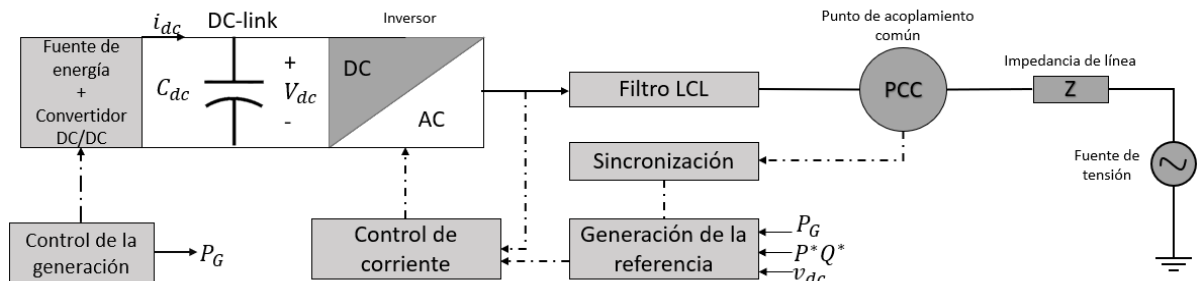 i_dc
DC-link
Inversor
Punto de acoplamiento
común
Fuente de
energía
+
Convertidor
DC/DC
C_dc
+
V_dc
-
DC
AC
Filtro LCL
PCC
Impedancia de línea
Z
Sincronización
Fuente de
tensión
Control de la
generación
P_G
Control de
corriente
Generación de la
referencia
P_G
P*Q*
v_dc